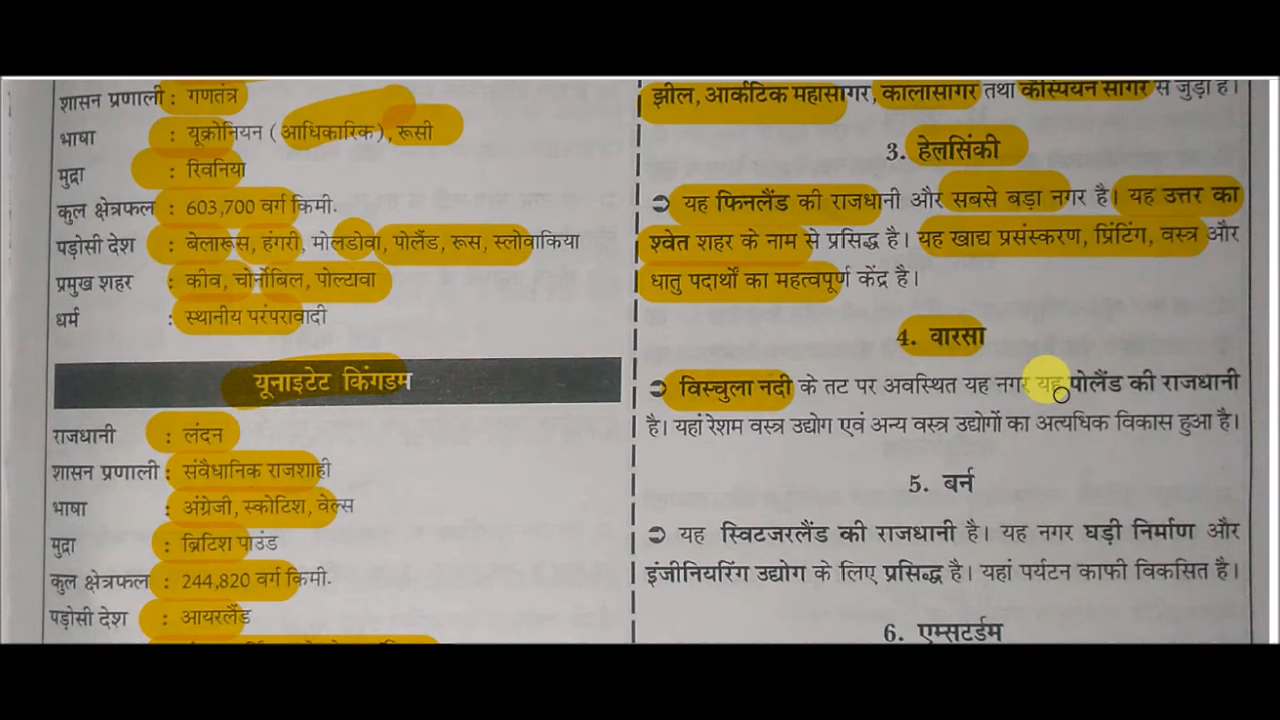 शासन प्रणाली : गणतंत्र
भाषा : यूक्रोनियन (आधिकारिक), रूसी
मुद्रा : रिवनिया
कुल क्षेत्रफल : 603,700 वर्ग किमी.
पड़ोसी देश : बेलारूस, हंगरी, मोलडोवा, पोलैंड, रूस, स्लोवाकिया
प्रमुख शहर : कीव, चोर्नोबिल, पोल्टावा
धर्म : स्थानीय परंपरावादी
यूनाइटेट किंगडम
राजधानी : लंदन
शासन प्रणाली : संवैधानिक राजशाही
भाषा : अंग्रेजी, स्कोटिश, वेल्स
मुद्रा : ब्रिटिश पाउंड
कुल क्षेत्रफल : 244,820 वर्ग किमी.
पड़ोसी देश : आयरलैंड
झील, आर्कटिक महासागर, कालासागर तथा कैस्पियन सागर से जुड़ा है।
3. हेलसिंकी
➲ यह फिनलैंड की राजधानी और सबसे बड़ा नगर है। यह उत्तर का
श्वेत शहर के नाम से प्रसिद्ध है। यह खाद्य प्रसंस्करण, प्रिंटिंग, वस्त्र और
धातु पदार्थों का महत्वपूर्ण केंद्र है।
4. वारसा
➲ विस्चुला नदी के तट पर अवस्थित यह नगर यह पोलैंड की राजधानी
है। यहां रेशम वस्त्र उद्योग एवं अन्य वस्त्र उद्योगों का अत्यधिक विकास हुआ है।
5. बर्न
➲ यह स्विटजरलैंड की राजधानी है। यह नगर घड़ी निर्माण और
इंजीनियरिंग उद्योग के लिए प्रसिद्ध है। यहां पर्यटन काफी विकसित है।
6. एम्सटर्डम